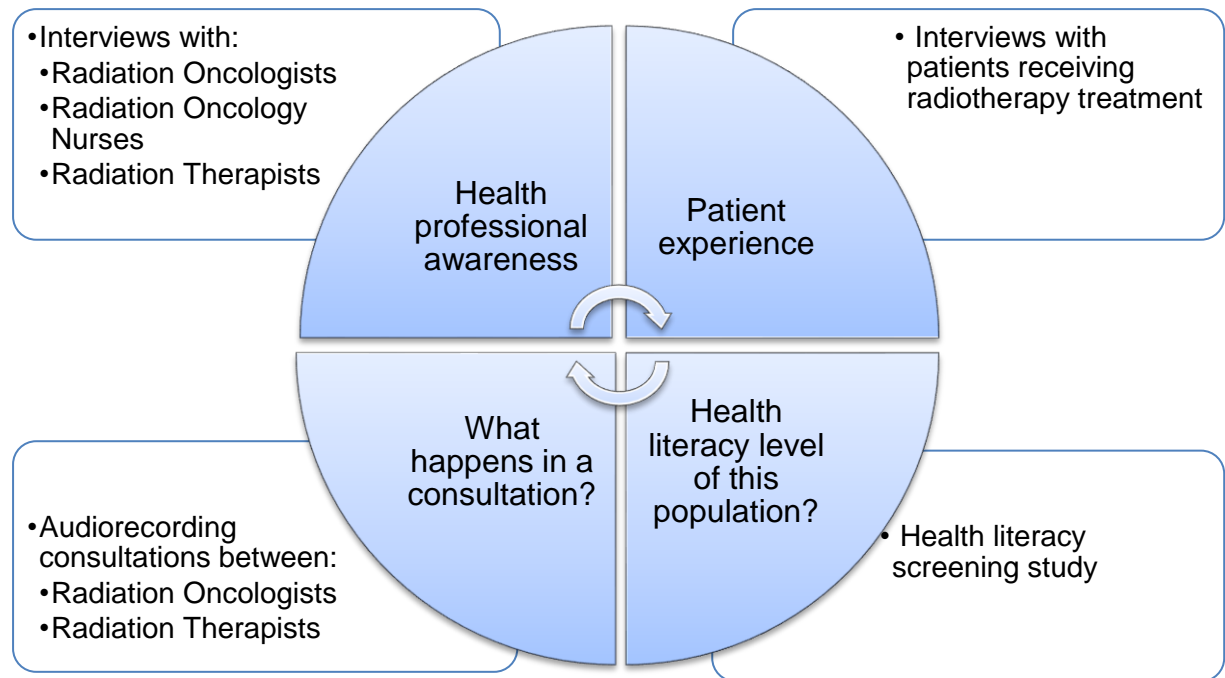 •Interviews with:
•Radiation Oncologists
•Radiation Oncology
Nurses
•Radiation Therapists
Health
professional
awareness
• Interviews with
patients receiving
radiotherapy treatment
Patient
experience
•Audiorecording
consultations between:
•Radiation Oncologists
•Radiation Therapists
What
happens in a
consultation?
Health
literacy level
of this
population?
• Health literacy
screening study